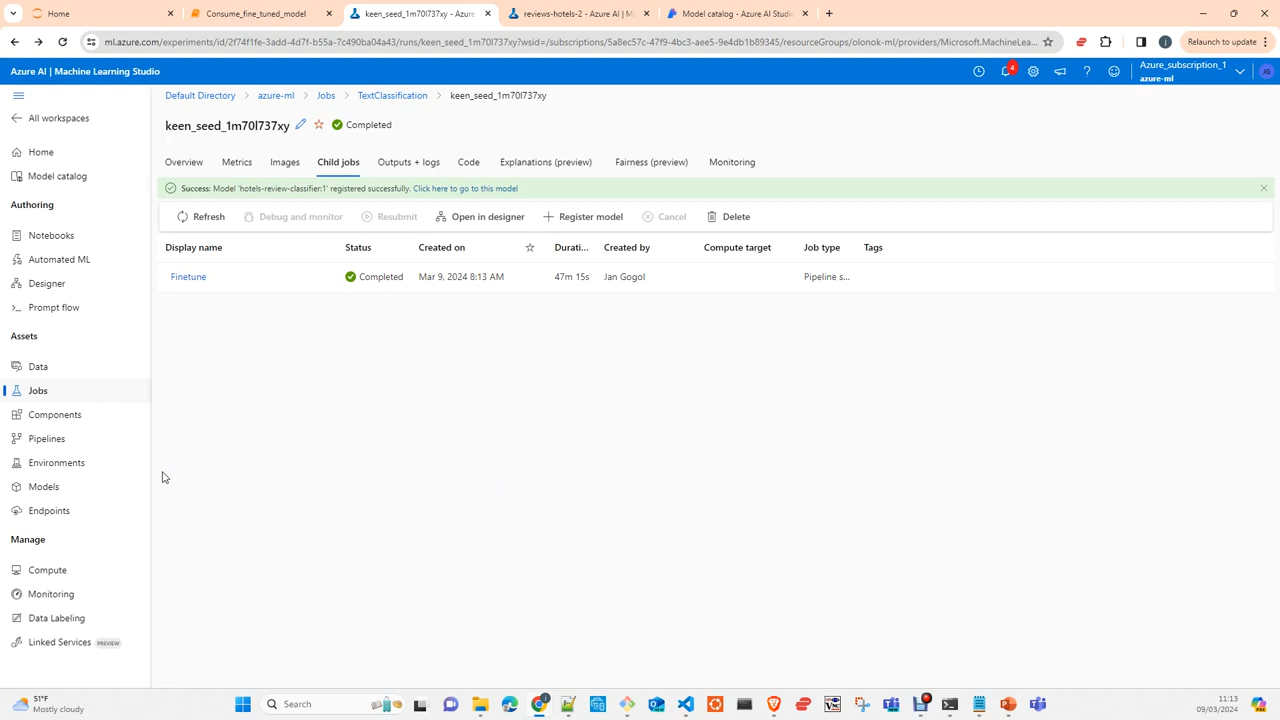 Home
Consume_fine_tuned_model
keen_seed_1m70l737xy - Azure
reviews-hotels-2 - Azure AI | M
Model catalog - Azure AI Studio
ml.azure.com/experiments/id/2f74f1fe-3add-4d7f-b55a-7c490ba04a43/runs/keen_seed_1m70l737xy?wsid=/subscriptions/5a8ec57c-47f9-4bc3-aee5-9e4db1b89345/resourceGroups/olonok-ml/providers/Microsoft.MachineLea...
Relaunch to update
Azure AI | Machine Learning Studio
4
Azure_subscription_1
azure-ml
JG
All workspaces
Home
Model catalog
Authoring
Notebooks
Automated ML
Designer
Prompt flow
Assets
Data
Jobs
Components
Pipelines
Environments
Models
Endpoints
Manage
Compute
Monitoring
Data Labeling
Linked Services PREVIEW
Default Directory > azure-ml > Jobs > TextClassification > keen_seed_1m70l737xy
keen_seed_1m70l737xy Completed
Overview Metrics Images Child jobs Outputs + logs Code Explanations (preview) Fairness (preview) Monitoring
Success: Model 'hotels-review-classifier:1' registered successfully. Click here to go to this model
Refresh Debug and monitor Resubmit Open in designer Register model Cancel Delete
Display name Status Created on Durati... Created by Compute target Job type Tags
Finetune Completed Mar 9, 2024 8:13 AM 47m 15s Jan Gogol Pipeline s...
51°F
Mostly cloudy
Search
11:13
09/03/2024